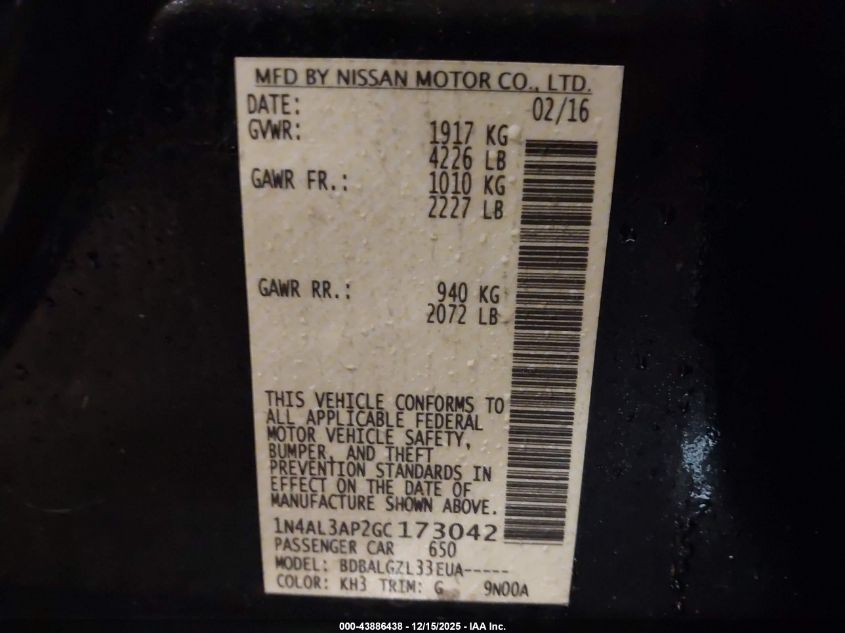 MFD BY NISSAN MOTOR CO., LTD.
DATE: 02/16
GVWR: 1917 KG
4226 LB
GAWR FR.: 1010 KG
2227 LB
GAWR RR.: 940 KG
2072 LB
THIS VEHICLE CONFORMS TO
ALL APPLICABLE FEDERAL
MOTOR VEHICLE SAFETY,
BUMPER, AND THEFT
PREVENTION STANDARDS IN
EFFECT ON THE DATE OF
MANUFACTURE SHOWN ABOVE.
1N4AL3AP2GC173042
PASSENGER CAR 650
MODEL: BDBALGZL33EUA-----
COLOR: KH3 TRIM: G 9N00A
000-43886438 - 12/15/2025 - IAA Inc.